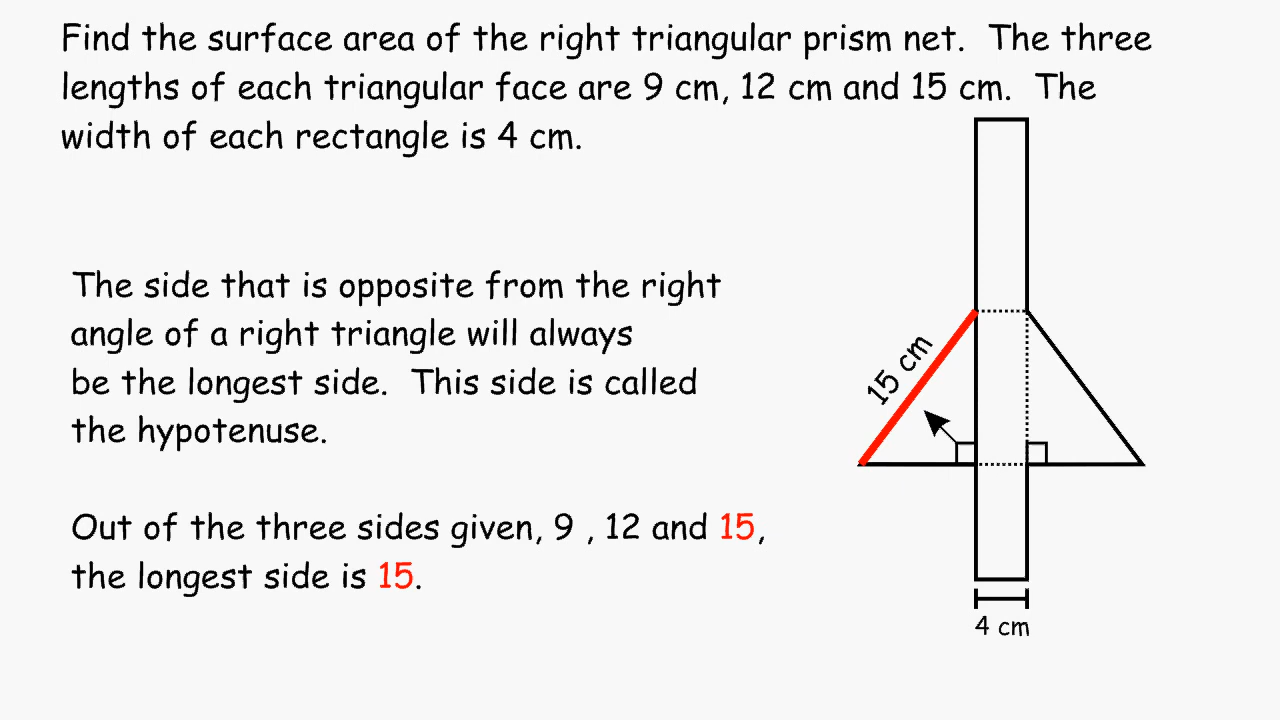 Find the surface area of the right triangular prism net. The three
lengths of each triangular face are 9 cm, 12 cm and 15 cm. The
width of each rectangle is 4 cm.
The side that is opposite from the right
angle of a right triangle will always
be the longest side. This side is called
the hypotenuse.
Out of the three sides given, 9 , 12 and 15,
the longest side is 15.
15 cm
4 cm